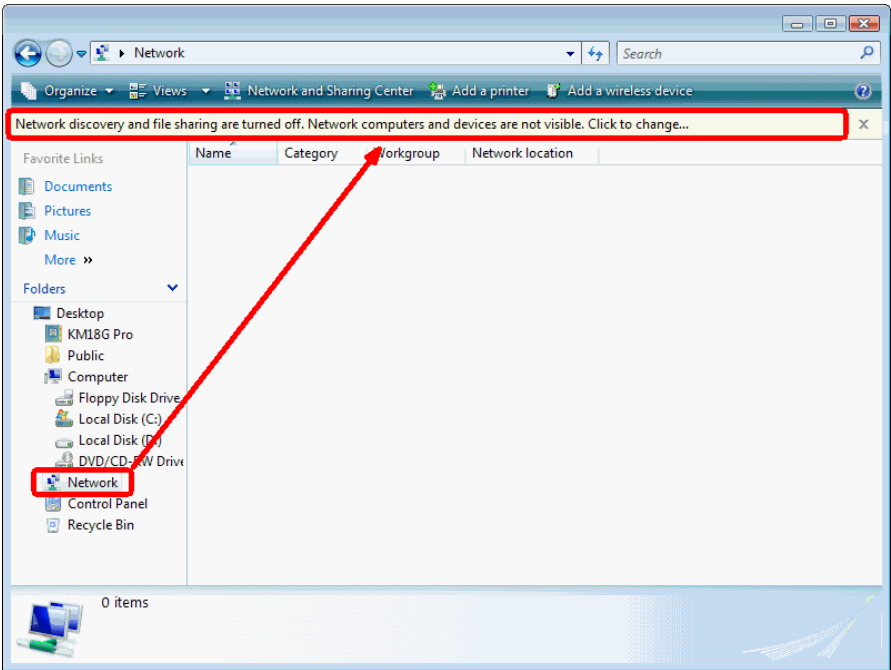 Network
Search
Organize Views Network and Sharing Center Add a printer Add a wireless device
Network discovery and file sharing are turned off. Network computers and devices are not visible. Click to change...
Name Category Workgroup Network location
Favorite Links
Documents
Pictures
Music
More »
Folders
Desktop
KM18G Pro
Public
Computer
Floppy Disk Drive
Local Disk (C:)
Local Disk (D:)
DVD/CD-RW Drive
Network
Control Panel
Recycle Bin
0 items